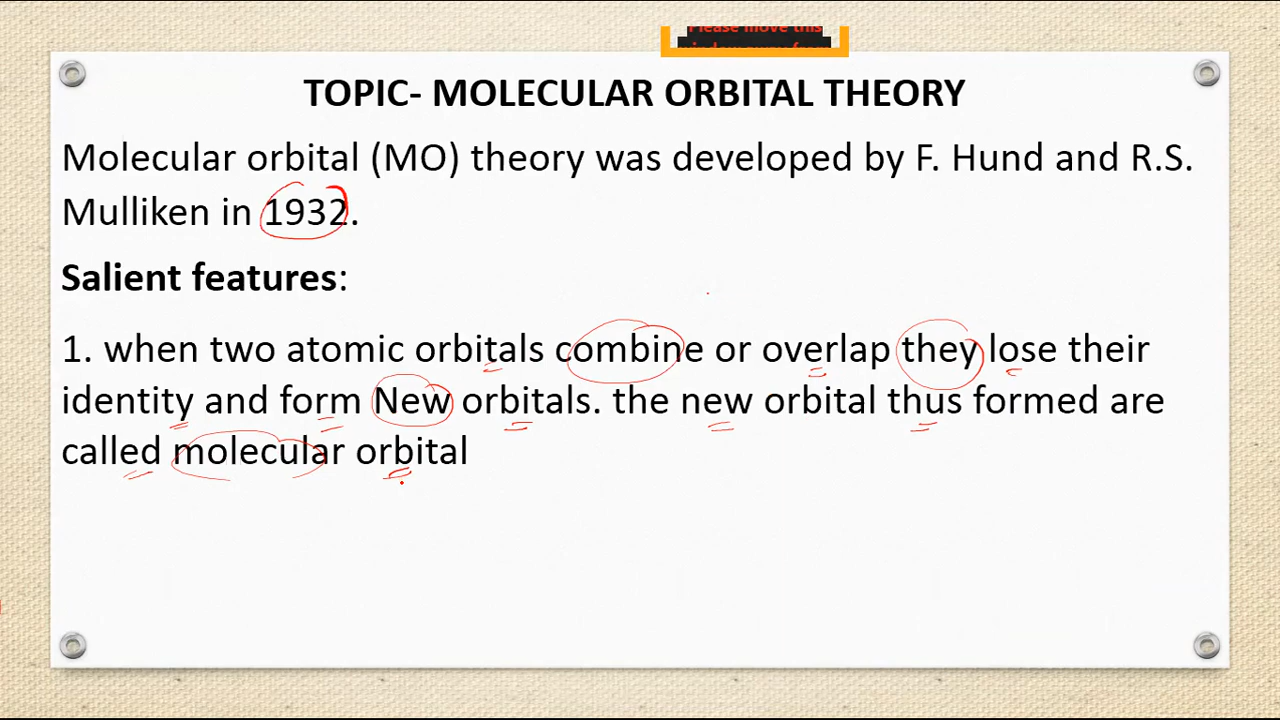 Please move this
TOPIC- MOLECULAR ORBITAL THEORY
Molecular orbital (MO) theory was developed by F. Hund and R.S.
Mulliken in 1932.
Salient features:
1. when two atomic orbitals combine or overlap they lose their
identity and form New orbitals. the new orbital thus formed are
called molecular orbital